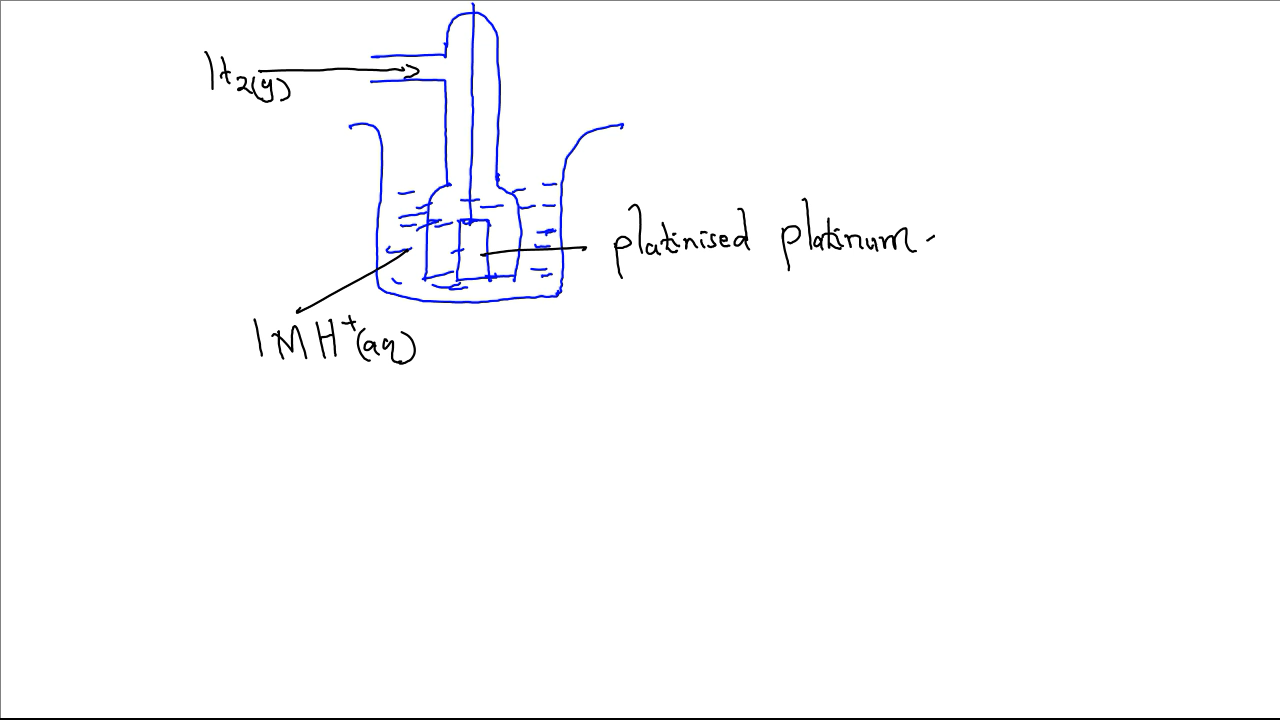 H₂(g)
platinised platinum.
1M H⁺(aq)